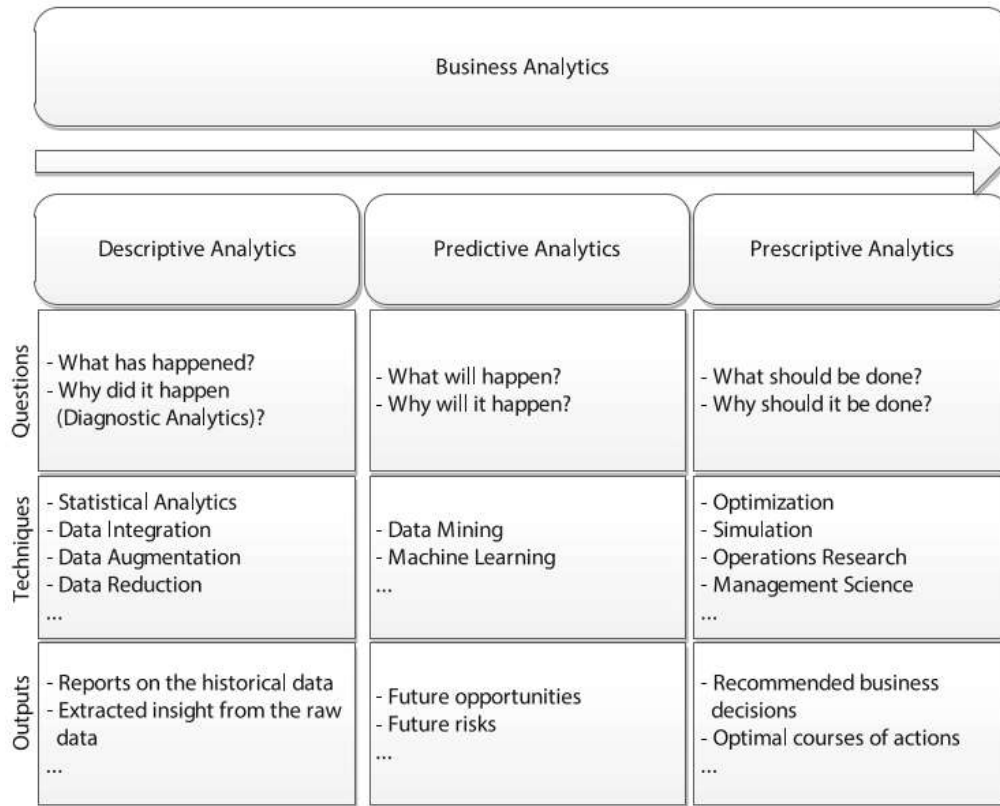 Business Analytics
Descriptive Analytics
Predictive Analytics
Prescriptive Analytics
Questions
- What has happened?
- Why did it happen
(Diagnostic Analytics)?
- What will happen?
- Why will it happen?
- What should be done?
- Why should it be done?
Techniques
- Statistical Analytics
- Data Integration
- Data Augmentation
- Data Reduction
...
- Data Mining
- Machine Learning
...
- Optimization
- Simulation
- Operations Research
- Management Science
...
Outputs
- Reports on the historical data
- Extracted insight from the raw
data
...
- Future opportunities
- Future risks
...
- Recommended business
decisions
- Optimal courses of actions
...